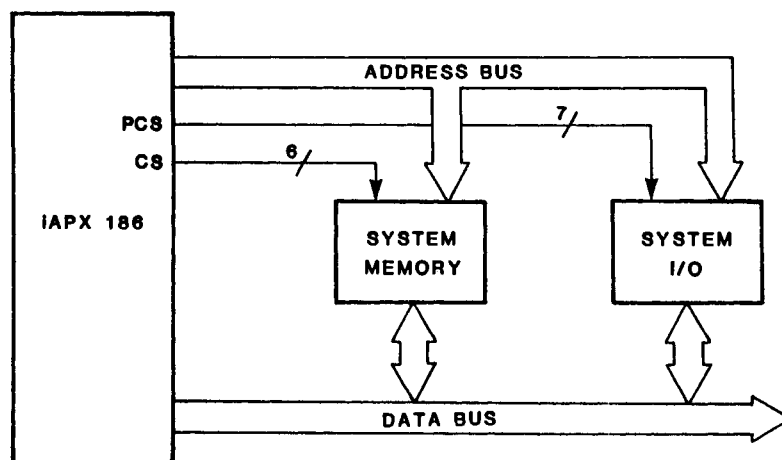 ADDRESS BUS
PCS
7
CS
6
iAPX 186
SYSTEM
MEMORY
SYSTEM
I/O
DATA BUS